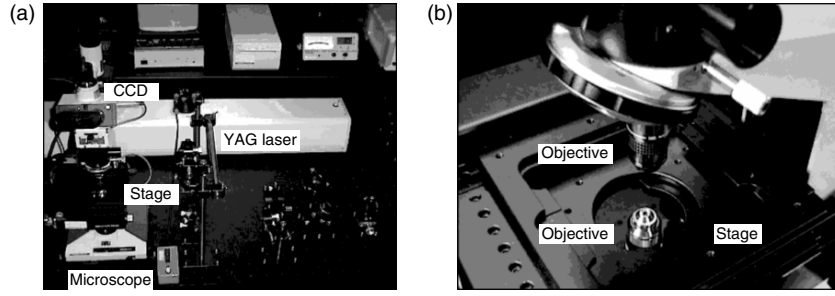 (a)
CCD
YAG laser
Stage
Microscope
(b)
Objective
Objective
Stage